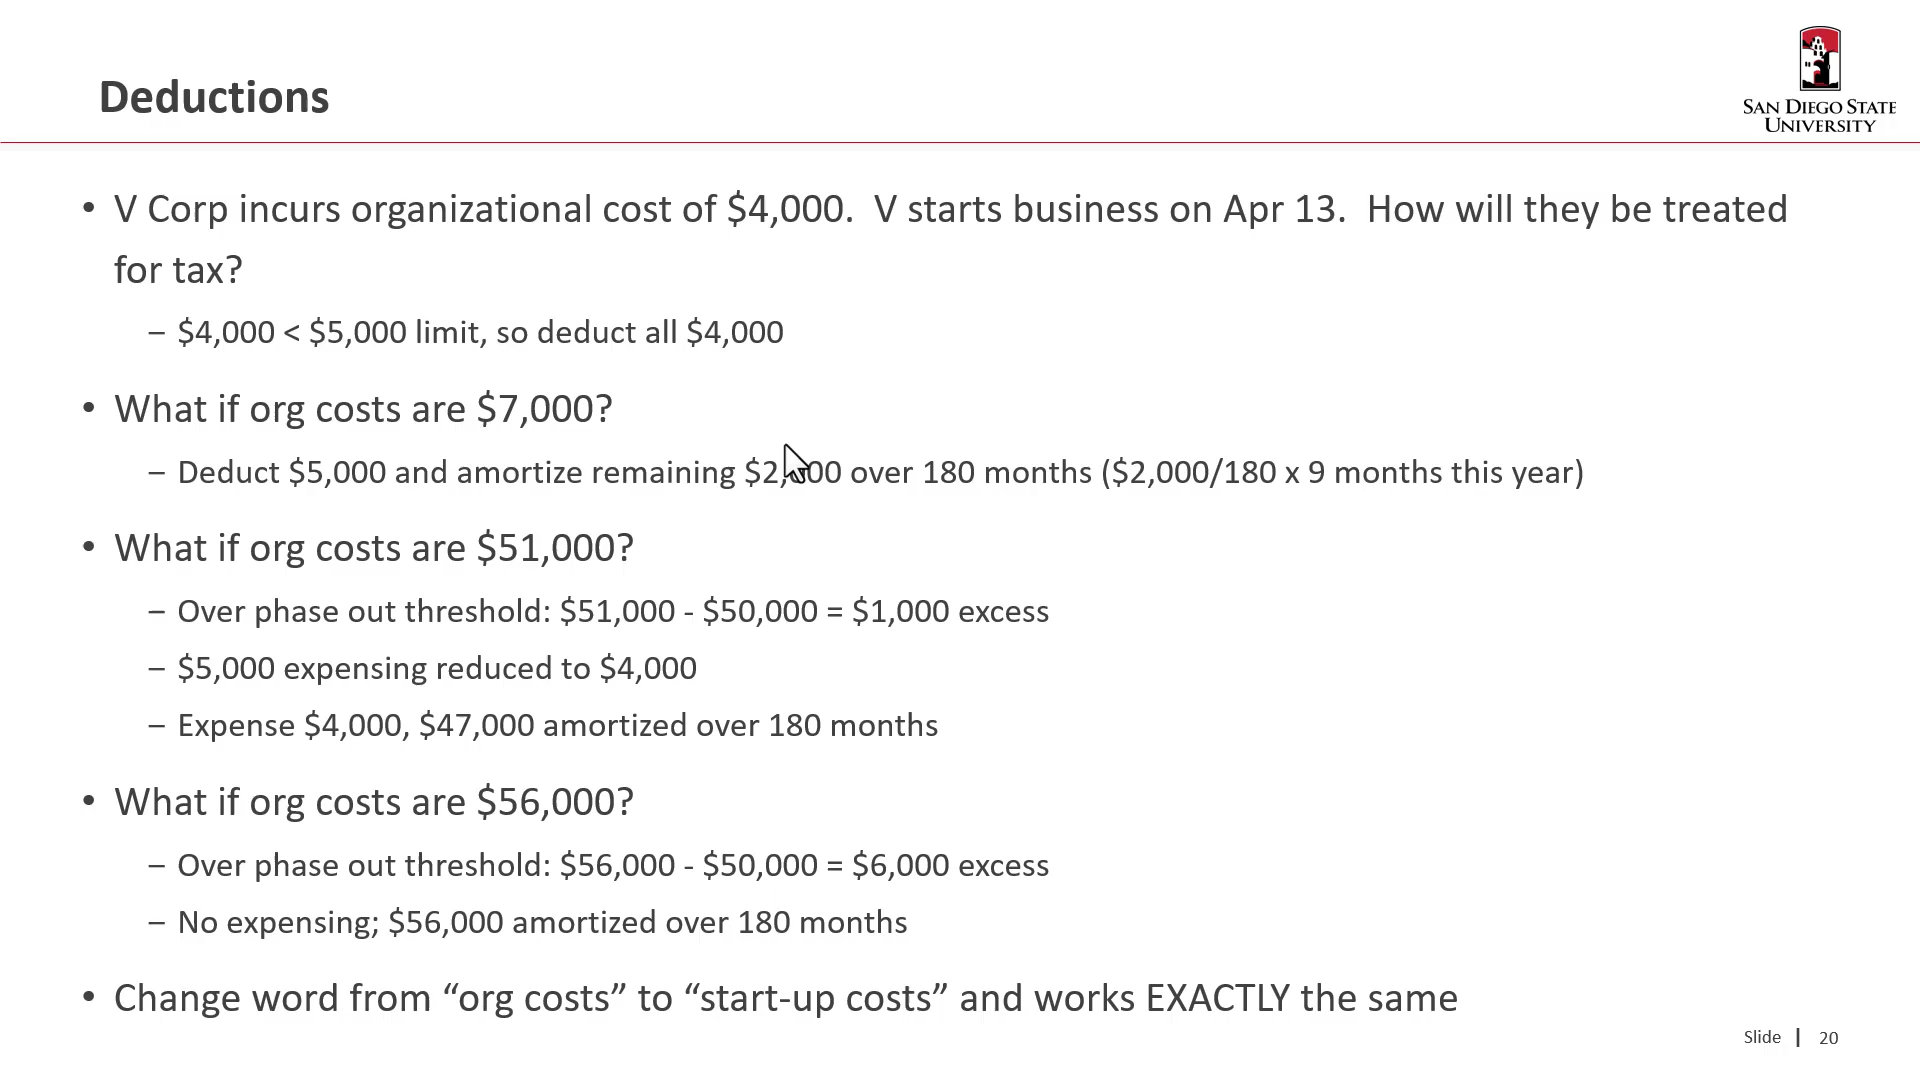 Deductions
SAN DIEGO STATE
UNIVERSITY
• V Corp incurs organizational cost of $4,000.  V starts business on Apr 13.  How will they be treated
for tax?
– $4,000 < $5,000 limit, so deduct all $4,000
• What if org costs are $7,000?
– Deduct $5,000 and amortize remaining $2,000 over 180 months ($2,000/180 x 9 months this year)
• What if org costs are $51,000?
– Over phase out threshold: $51,000 - $50,000 = $1,000 excess
– $5,000 expensing reduced to $4,000
– Expense $4,000, $47,000 amortized over 180 months
• What if org costs are $56,000?
– Over phase out threshold: $56,000 - $50,000 = $6,000 excess
– No expensing; $56,000 amortized over 180 months
• Change word from “org costs” to “start-up costs” and works EXACTLY the same
Slide | 20